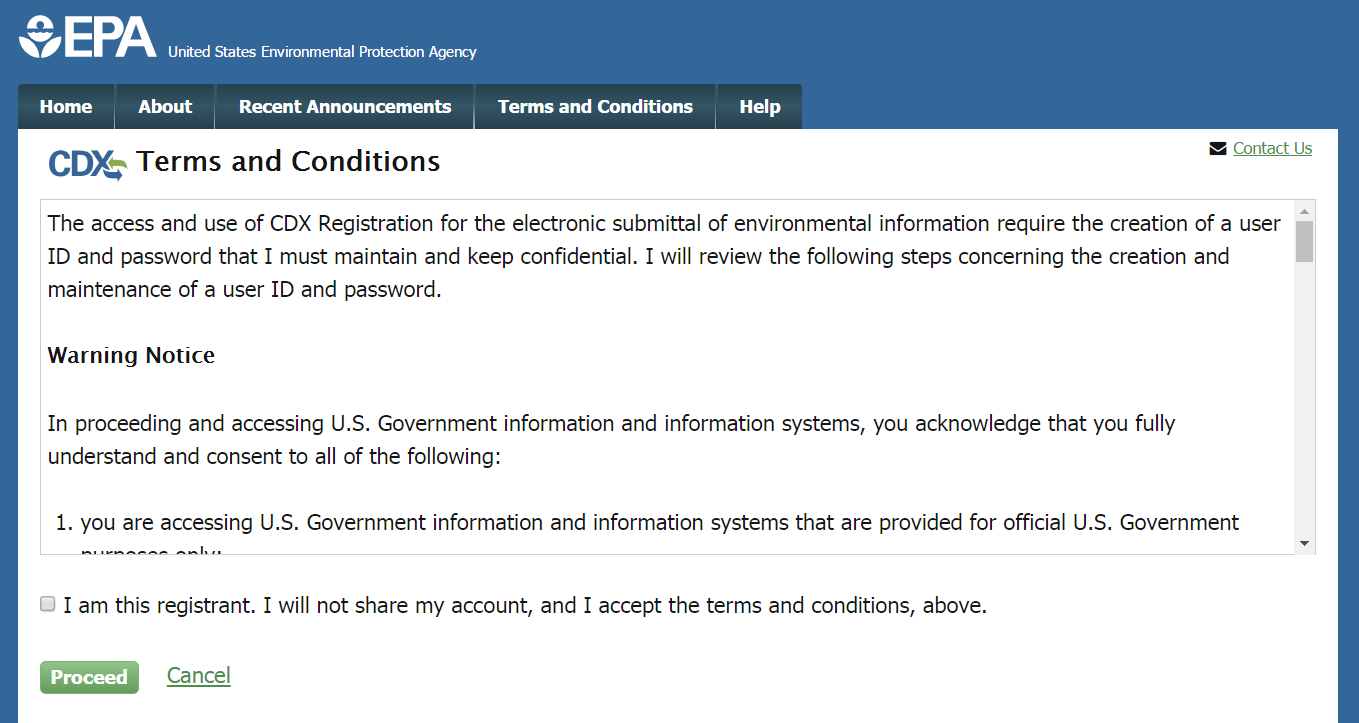 EPA United States Environmental Protection Agency
Home About Recent Announcements Terms and Conditions Help
Contact Us
CDX Terms and Conditions
The access and use of CDX Registration for the electronic submittal of environmental information require the creation of a user
ID and password that I must maintain and keep confidential. I will review the following steps concerning the creation and
maintenance of a user ID and password.
Warning Notice
In proceeding and accessing U.S. Government information and information systems, you acknowledge that you fully
understand and consent to all of the following:
1. you are accessing U.S. Government information and information systems that are provided for official U.S. Government
purposes only;
I am this registrant. I will not share my account, and I accept the terms and conditions, above.
Proceed Cancel